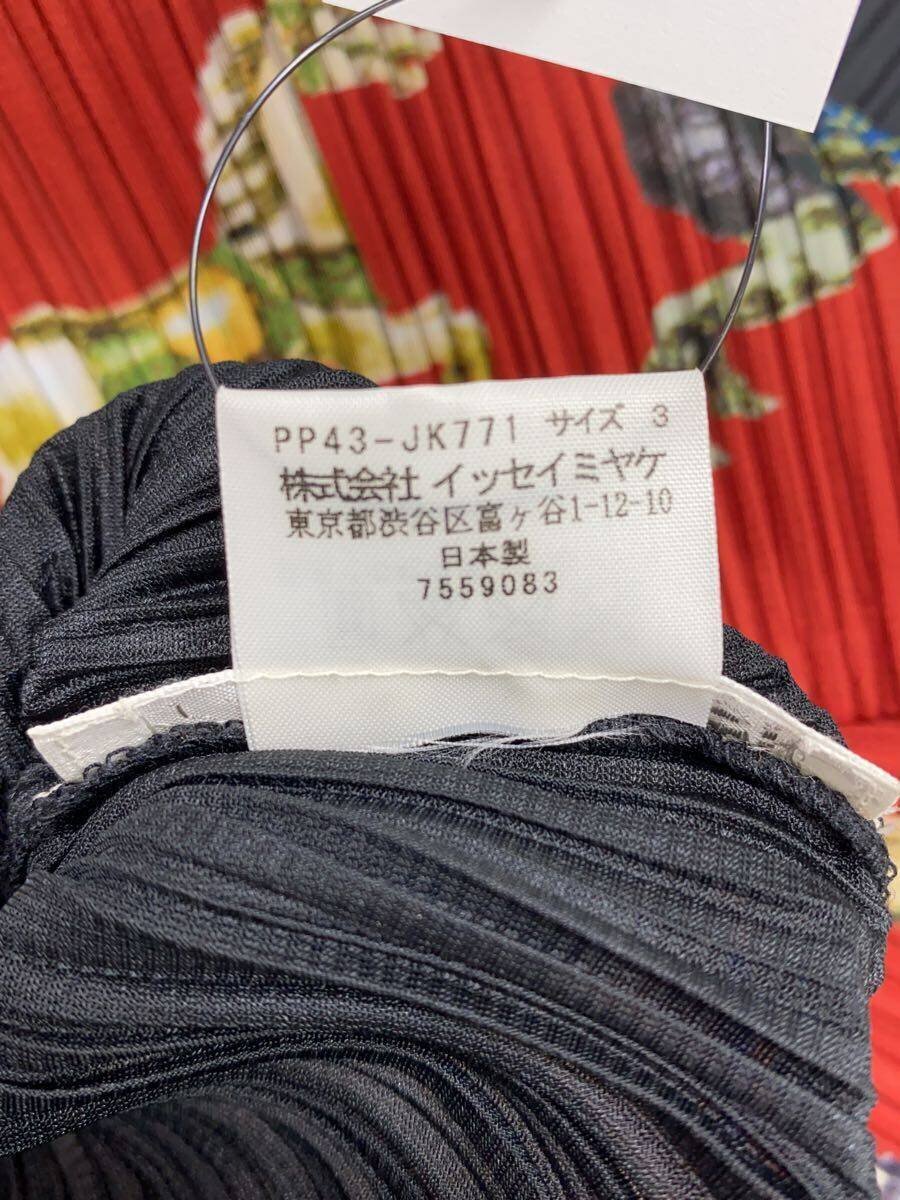 PP43-JK771 サイズ 3
株式会社 イッセイミヤケ
東京都渋谷区富ヶ谷1-12-10
日本製
7559083